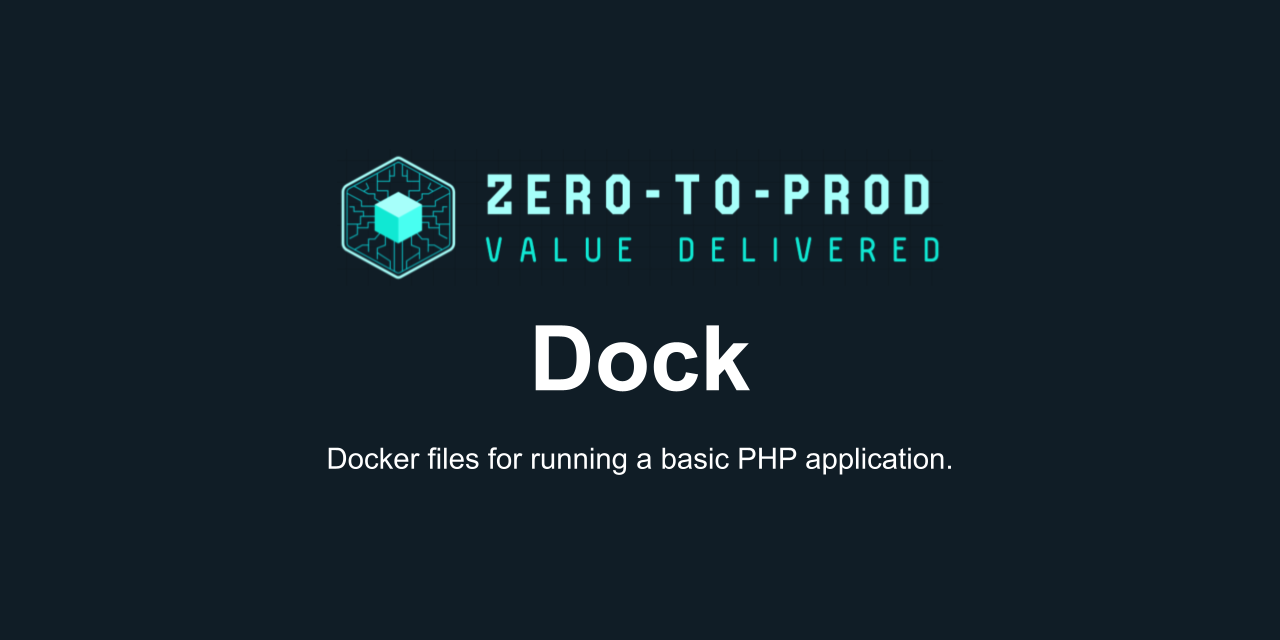 ZERO-TO-PROD
VALUE DELIVERED
Dock
Docker files for running a basic PHP application.